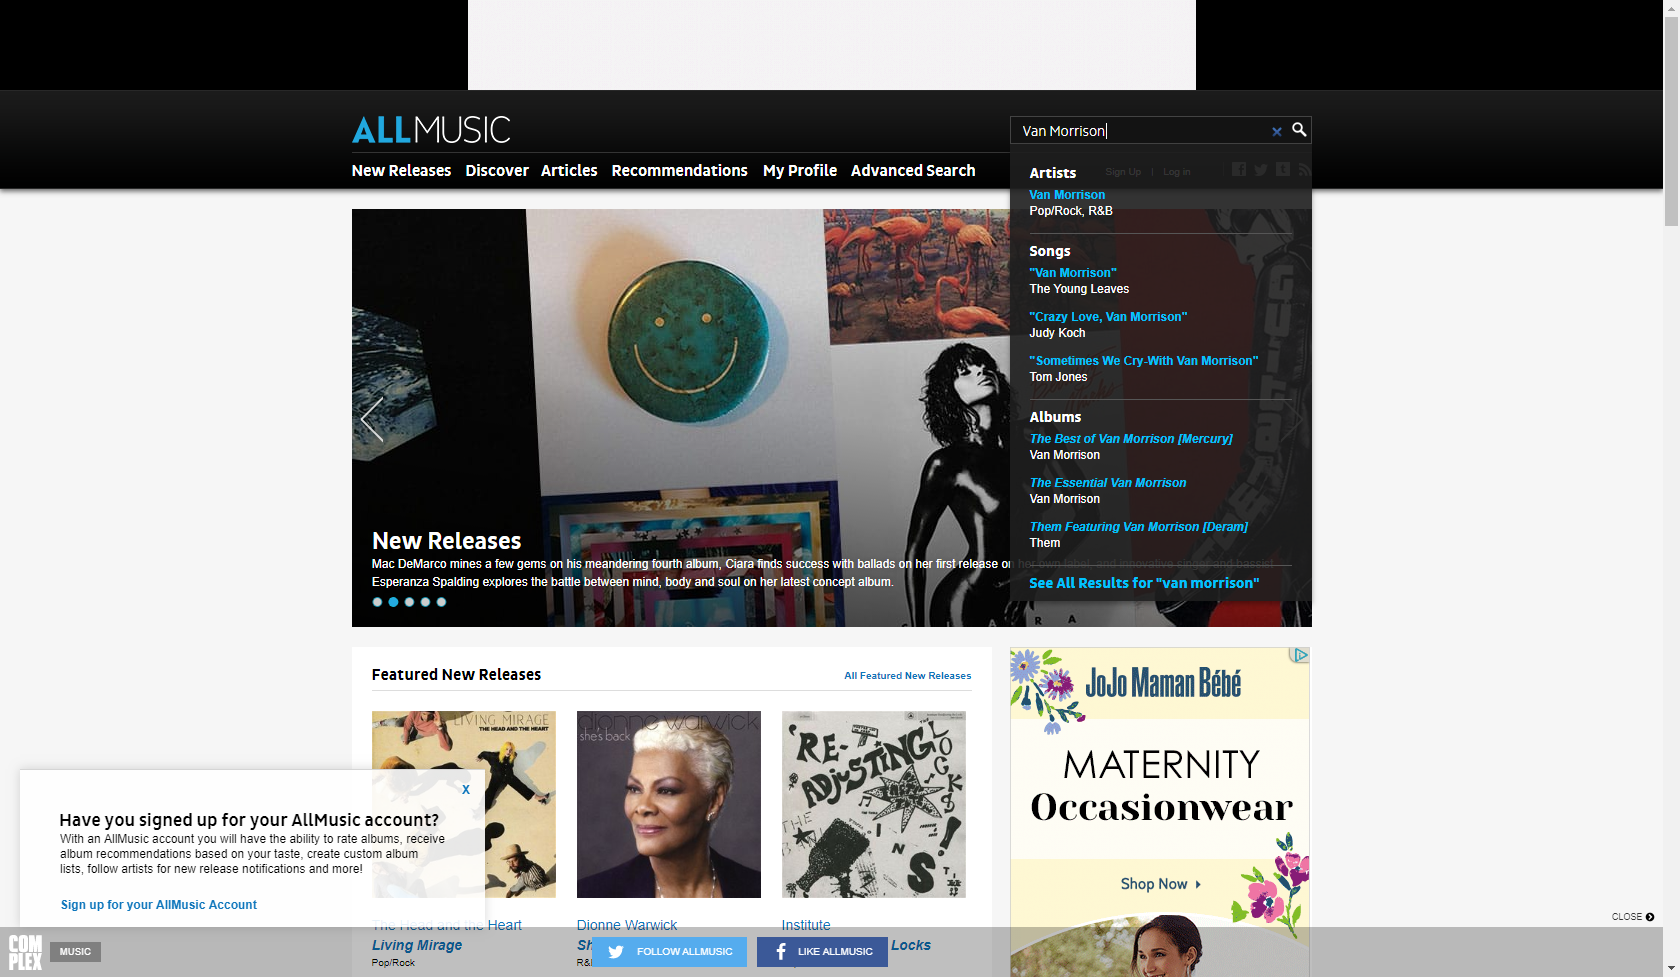 ALLMUSIC
Van Morrison
New Releases Discover Articles Recommendations My Profile Advanced Search
Sign Up | Log in
Artists
Van Morrison
Pop/Rock, R&B
Songs
"Van Morrison"
The Young Leaves
"Crazy Love, Van Morrison"
Judy Koch
"Sometimes We Cry-With Van Morrison"
Tom Jones
Albums
The Best of Van Morrison [Mercury]
Van Morrison
The Essential Van Morrison
Van Morrison
Them Featuring Van Morrison [Deram]
Them
See All Results for "van morrison"
New Releases
Mac DeMarco mines a few gems on his meandering fourth album, Ciara finds success with ballads on her first release on her own label, and innovative singer and bassist
Esperanza Spalding explores the battle between mind, body and soul on her latest concept album.
CIARA
Featured New Releases
All Featured New Releases
LIVING MIRAGE
THE HEAD AND THE HEART
dionne warwick
she's back
'RE-ADJUSTING
LOCKS
THE
IN
INS
The Head and the Heart
Living Mirage
Pop/Rock
Dionne Warwick
Sh
R&
Institute
Locks
JoJo Maman Bébé
MATERNITY
Occasionwear
Shop Now
X
Have you signed up for your AllMusic account?
With an AllMusic account you will have the ability to rate albums, receive
album recommendations based on your taste, create custom album
lists, follow artists for new release notifications and more!
Sign up for your AllMusic Account
CLOSE
COMPLEX
MUSIC
FOLLOW ALLMUSIC
LIKE ALLMUSIC